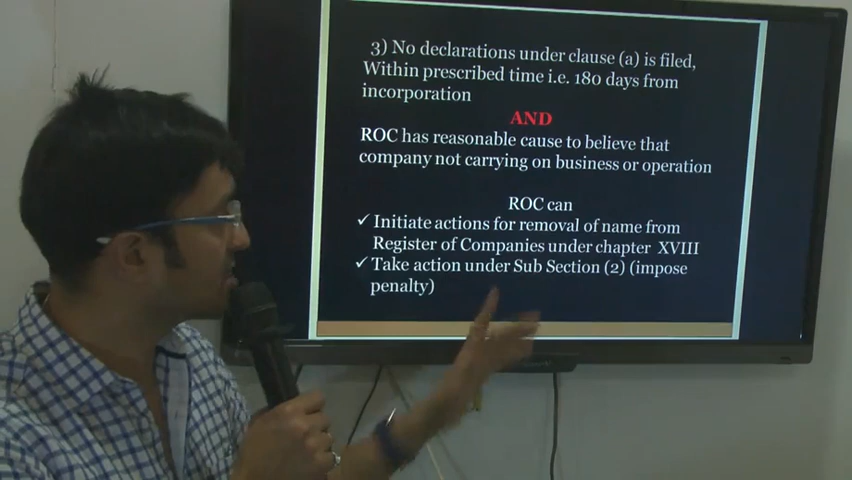 3) No declarations under clause (a) is filed,
Within prescribed time i.e. 180 days from
incorporation
AND
ROC has reasonable cause to believe that
company not carrying on business or operation
ROC can
✓ Initiate actions for removal of name from
Register of Companies under chapter XVIII
✓ Take action under Sub Section (2) (impose
penalty)